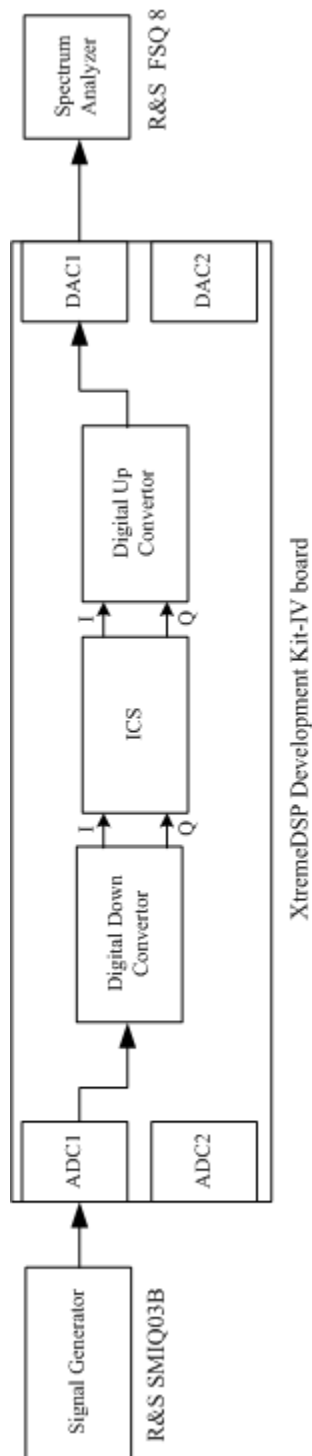 Signal Generator
R&S SMIQ03B
ADC1
ADC2
Digital Down
Convertor
I
Q
ICS
I
Q
Digital Up
Convertor
DAC1
DAC2
XtremeDSP Development Kit-IV board
Spectrum
Analyzer
R&S FSQ 8